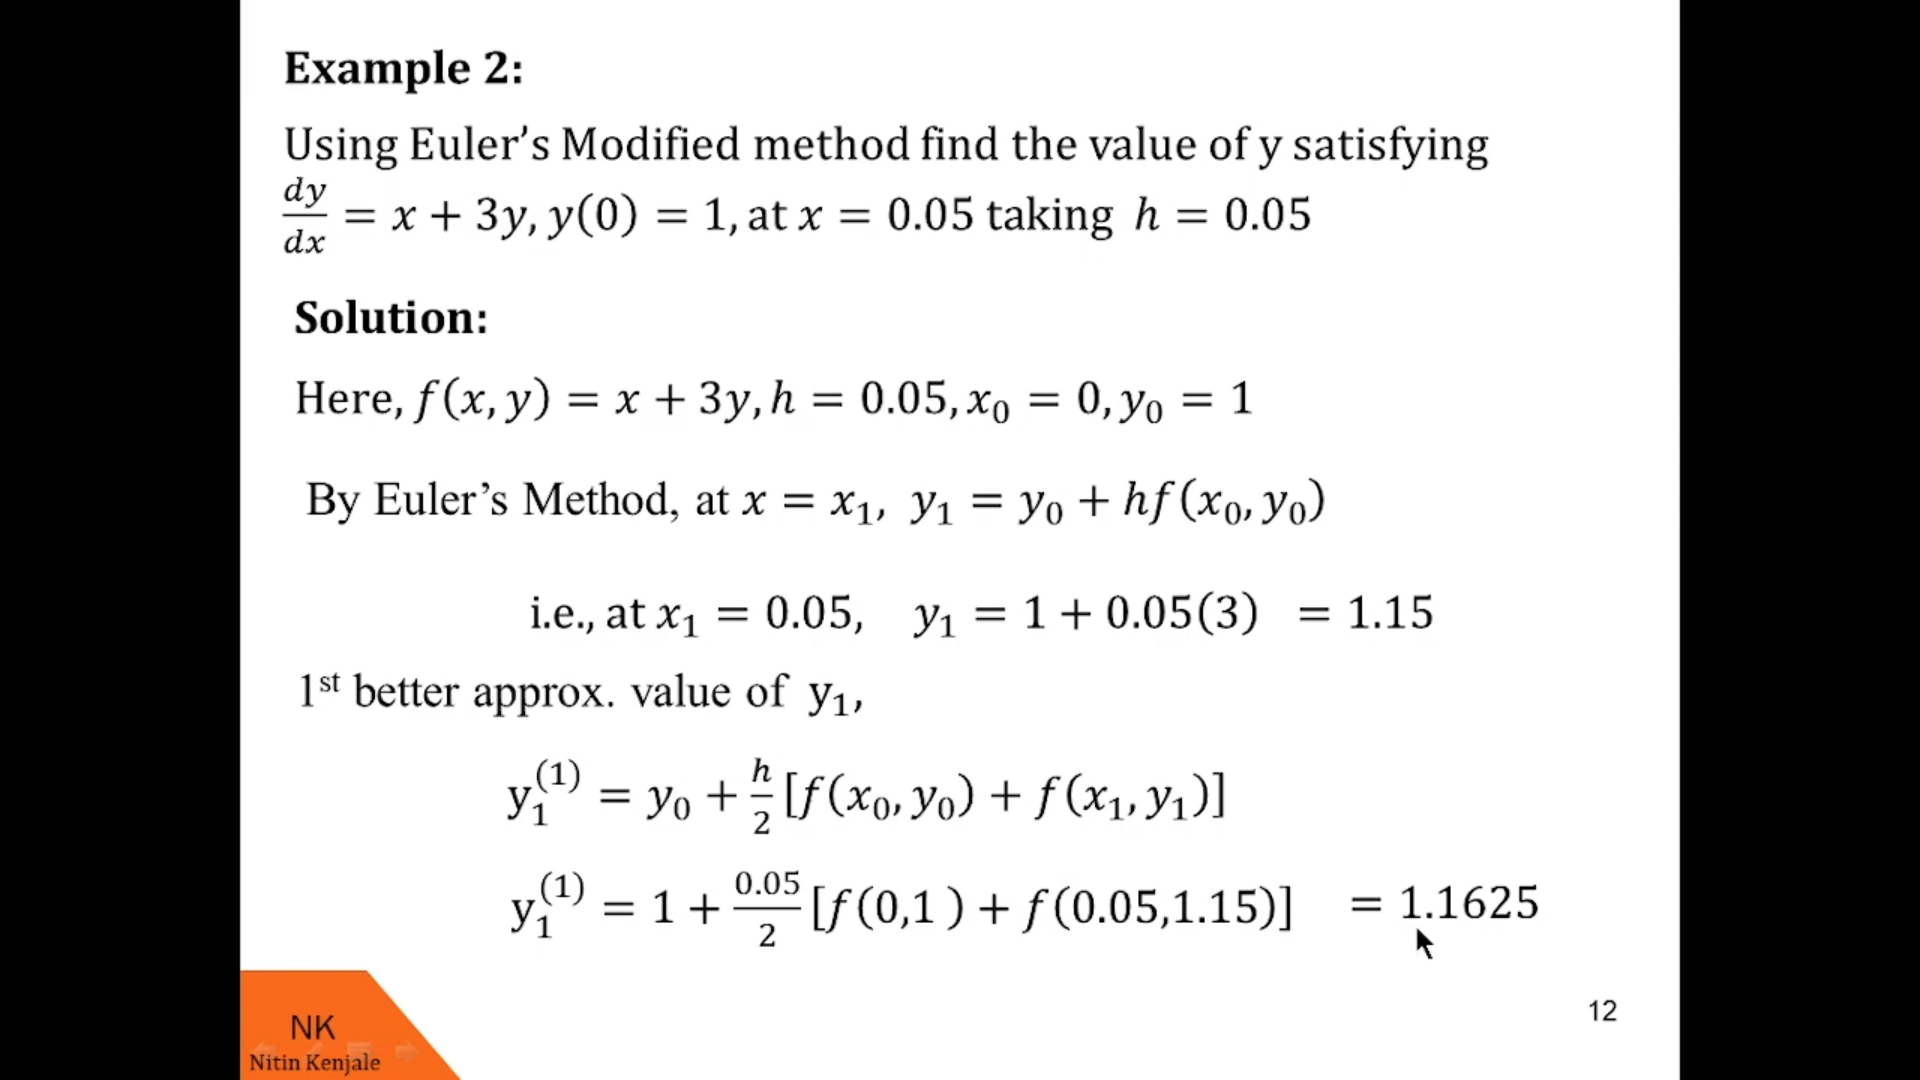 Example 2:
Using Euler's Modified method find the value of y satisfying
dy/dx = x + 3y, y(0) = 1, at x = 0.05 taking h = 0.05
Solution:
Here, f(x, y) = x + 3y, h = 0.05, x₀ = 0, y₀ = 1
By Euler’s Method, at x = x₁, y₁ = y₀ + hf(x₀, y₀)
i.e., at x₁ = 0.05, y₁ = 1 + 0.05(3) = 1.15
1ˢᵗ better approx. value of y₁,
y₁⁽¹⁾ = y₀ + h/2 [f(x₀, y₀) + f(x₁, y₁)]
y₁⁽¹⁾ = 1 + 0.05/2 [f(0,1 ) + f(0.05,1.15)] = 1.1625
12
NK
Nitin Kenjale